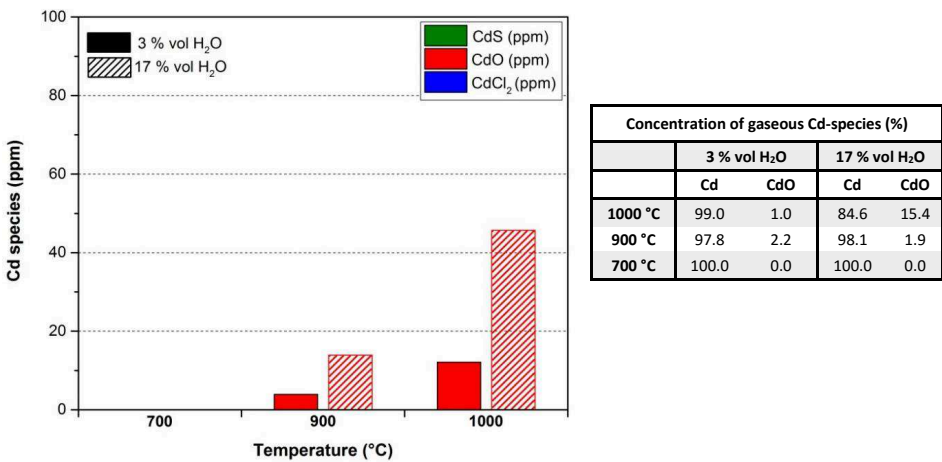 100
80
60
40
20
0
Cd species (ppm)
3 % vol H₂O
17 % vol H₂O
CdS (ppm)
CdO (ppm)
CdCl₂ (ppm)
700 900 1000
Temperature (°C)
Concentration of gaseous Cd-species (%)
3 % vol H₂O 17 % vol H₂O
Cd CdO Cd CdO
1000 °C 99.0 1.0 84.6 15.4
900 °C 97.8 2.2 98.1 1.9
700 °C 100.0 0.0 100.0 0.0